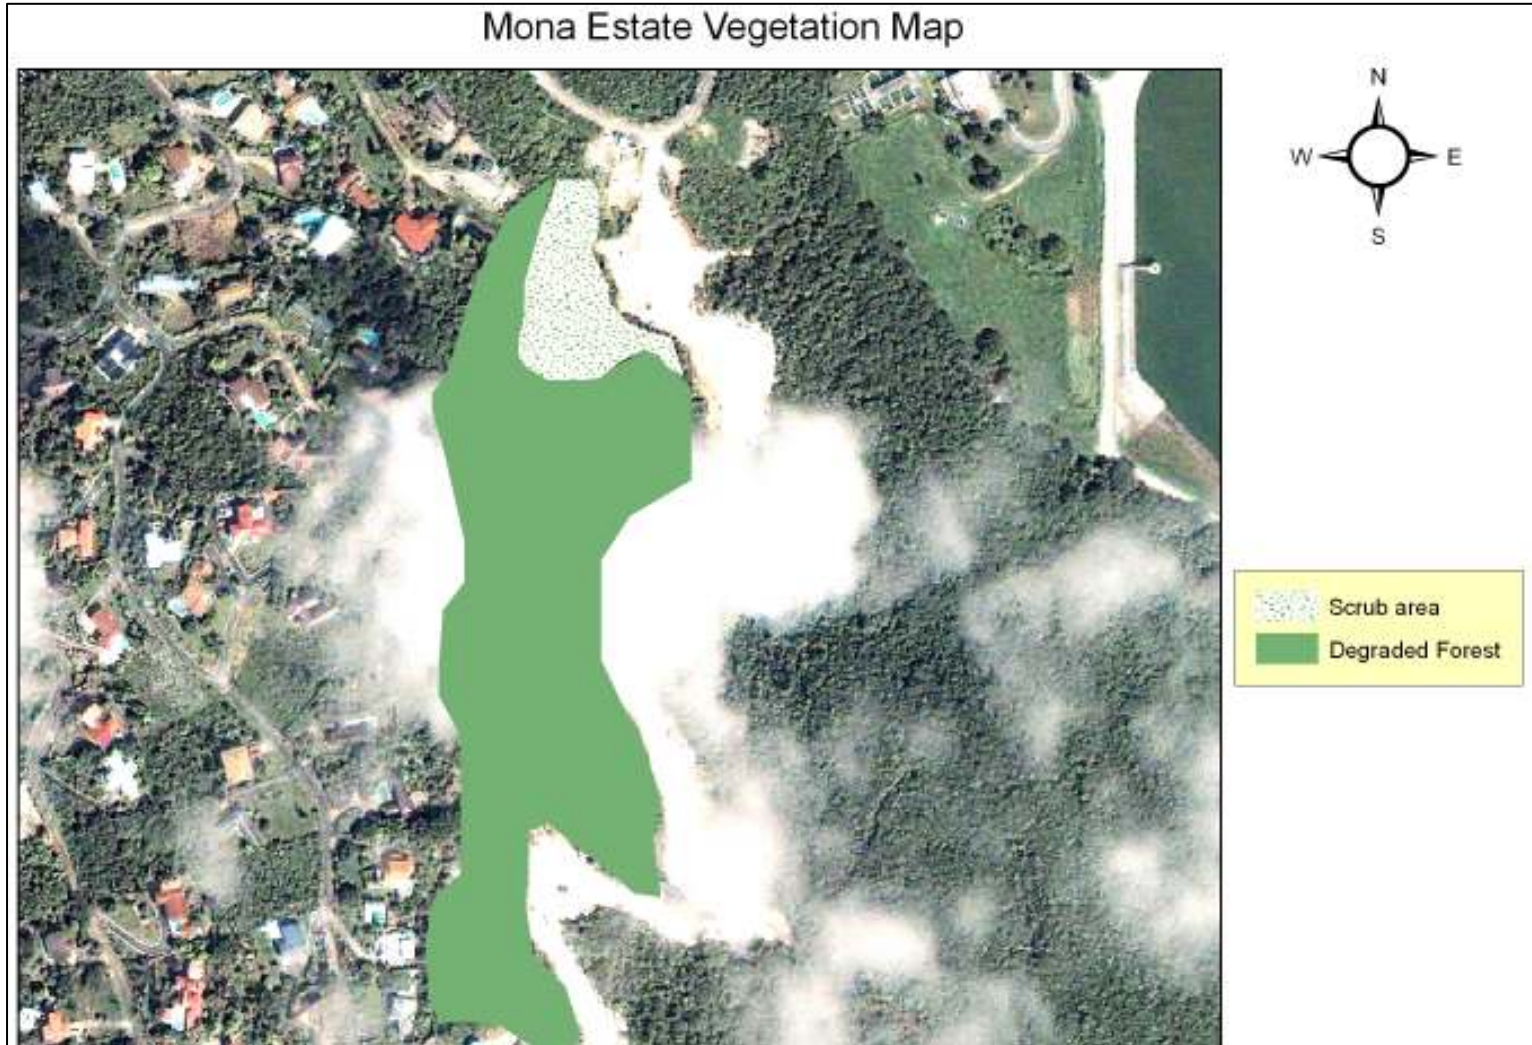 Mona Estate Vegetation Map
N
W E
S
Scrub area
Degraded Forest